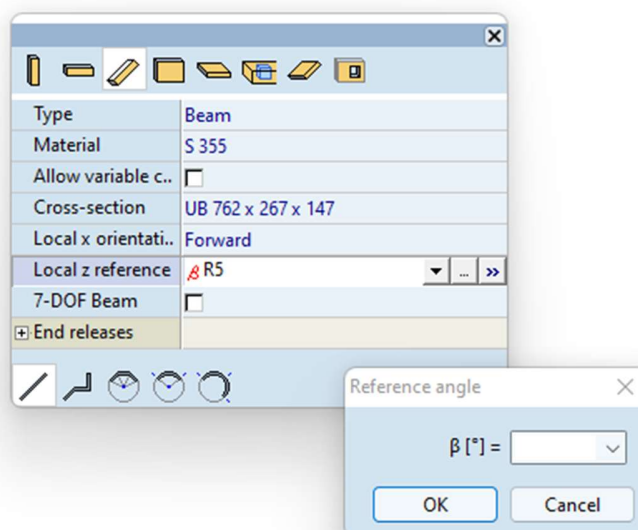 Type Beam
Material S 355
Allow variable c..
Cross-section UB 762 x 267 x 147
Local x orientati.. Forward
Local z reference β R5 ... »
7-DOF Beam
End releases
Reference angle
β [°] =
OK Cancel